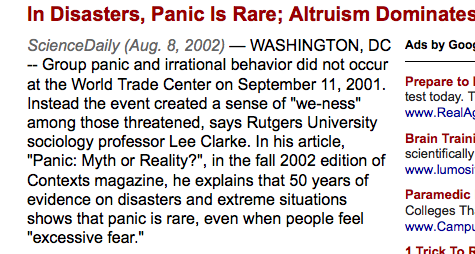 In Disasters, Panic Is Rare; Altruism Dominates
ScienceDaily (Aug. 8, 2002) — WASHINGTON, DC
-- Group panic and irrational behavior did not occur
at the World Trade Center on September 11, 2001.
Instead the event created a sense of "we-ness"
among those threatened, says Rutgers University
sociology professor Lee Clarke. In his article,
"Panic: Myth or Reality?", in the fall 2002 edition of
Contexts magazine, he explains that 50 years of
evidence on disasters and extreme situations
shows that panic is rare, even when people feel
"excessive fear."
Ads by Goo
Prepare to
test today. T
www.RealA
Brain Traini
scientifically
www.lumosi
Paramedic
Colleges Th
www.Campu
1 Trick To R